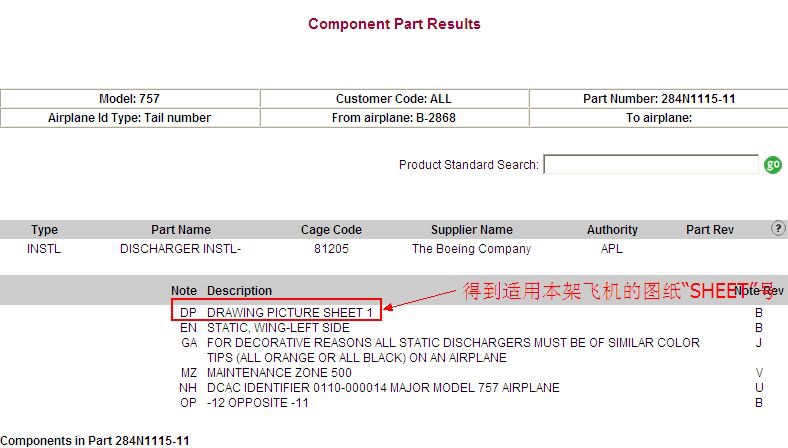 Component Part Results
Model: 757 Customer Code: ALL Part Number: 284N1115-11
Airplane Id Type: Tail number From airplane: B-2868 To airplane:
Product Standard Search: go
Type Part Name Cage Code Supplier Name Authority Part Rev ?
INSTL DISCHARGER INSTL- 81205 The Boeing Company APL
Note Description Note Rev
得到适用本架飞机的图纸“SHEET”号
DP DRAWING PICTURE SHEET 1 B
EN STATIC, WING-LEFT SIDE B
GA FOR DECORATIVE REASONS ALL STATIC DISCHARGERS MUST BE OF SIMILAR COLOR J
TIPS (ALL ORANGE OR ALL BLACK) ON AN AIRPLANE
MZ MAINTENANCE ZONE 500 V
NH DCAC IDENTIFIER 0110-000014 MAJOR MODEL 757 AIRPLANE U
OP -12 OPPOSITE -11 B
Components in Part 284N1115-11